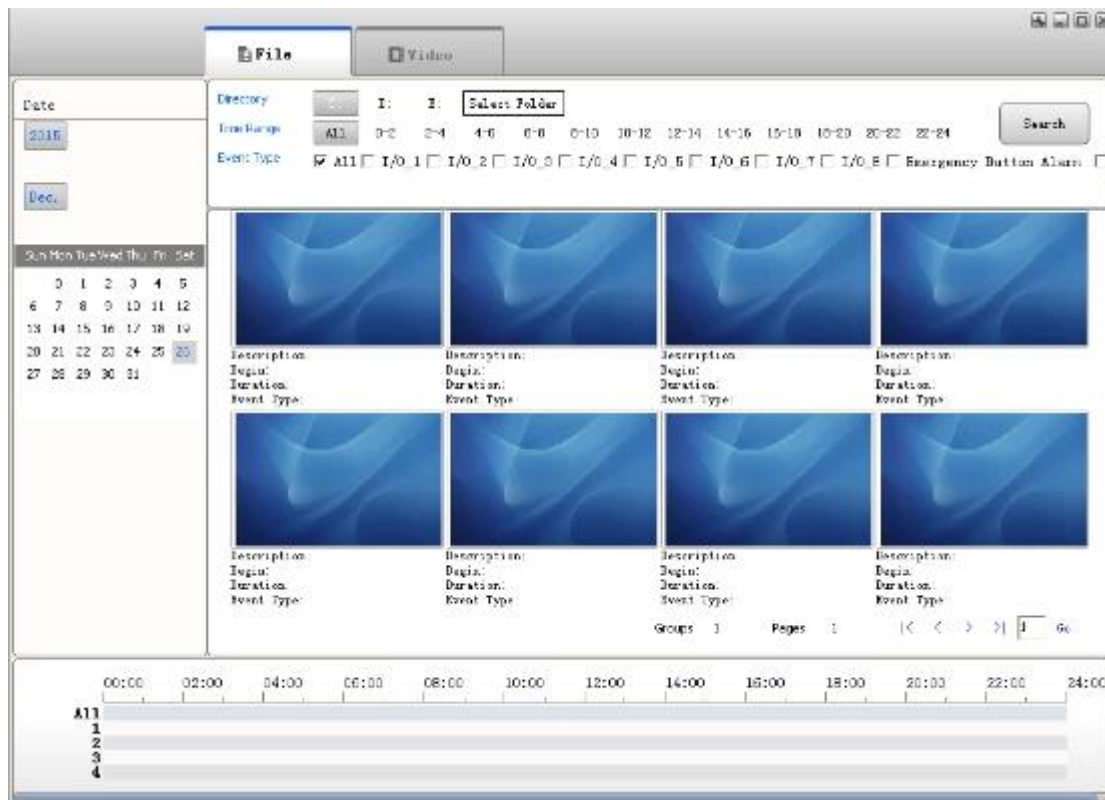 File
Video
Date
2015
Dec.
Sun Mon Tue Wed Thu Fri Sat
0 1 2 3 4 5
6 7 8 9 10 11 12
13 14 15 16 17 18 19
20 21 22 23 24 25 26
27 28 29 30 31
Directory I: E: Select Folder
Time Range All 0-2 2-4 4-6 6-8 8-10 10-12 12-14 14-16 16-18 18-20 20-22 22-24
Search
Event Type All I/O_1 I/O_2 I/O_3 I/O_4 I/O_5 I/O_6 I/O_7 I/O_8 Emergency Button Alarm
Description: Description: Description: Description:
Begin: Begin: Begin: Begin:
Duration: Duration: Duration: Duration:
Event Type: Event Type: Event Type: Event Type:
Description: Description: Description: Description:
Begin: Begin: Begin: Begin:
Duration: Duration: Duration: Duration:
Event Type: Event Type: Event Type: Event Type:
Groups 1 Pages 1 |< < > >| 1 Go
00:00 02:00 04:00 06:00 08:00 10:00 12:00 14:00 16:00 18:00 20:00 22:00 24:00
All
1
2
3
4